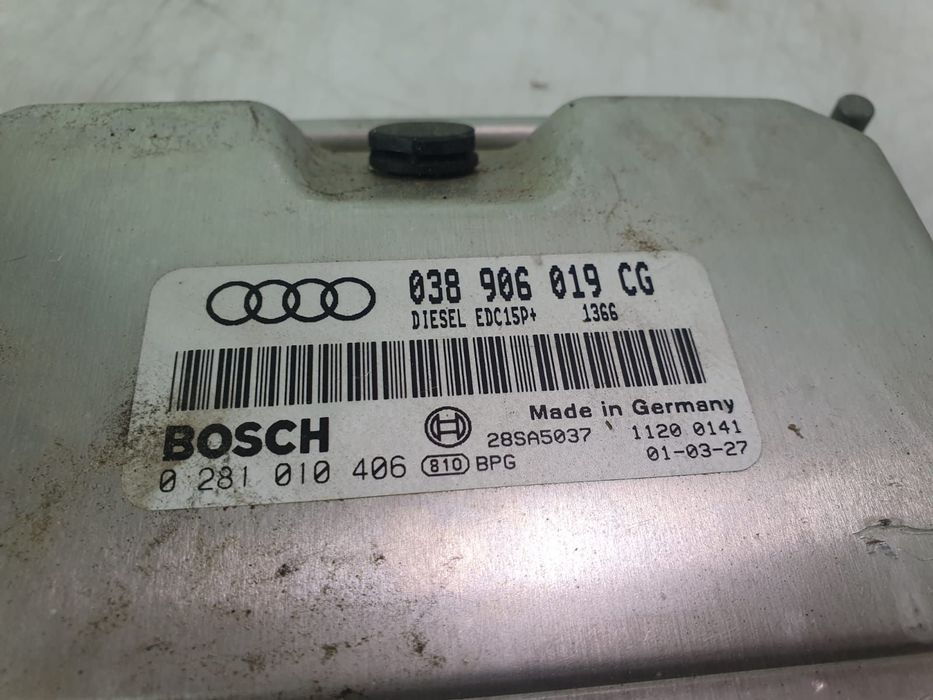 038 906 019 CG
DIESEL EDC15P+ 1366
BOSCH
Made in Germany
28SA5037 1120 0141
0 281 010 406 810 BPG 01-03-27